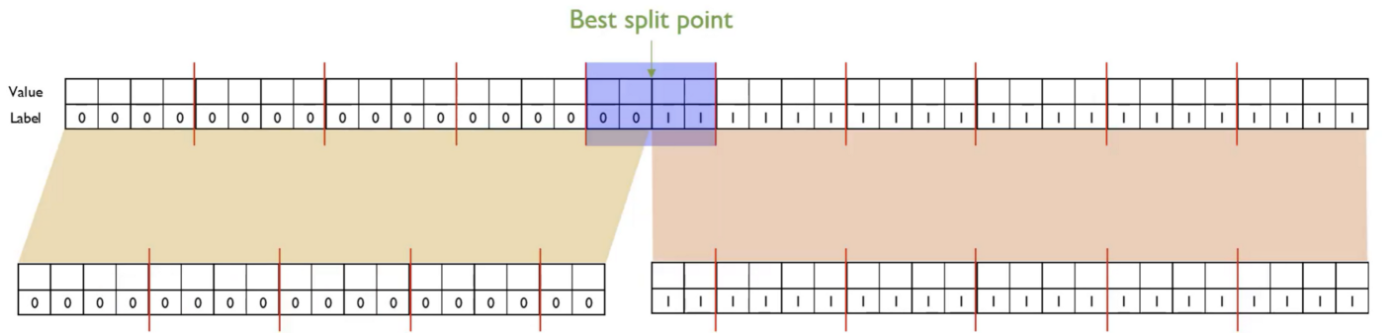 Best split point
Value
Label 0 0 0 0 0 0 0 0 0 0 0 0 0 0 0 0 0 0 1 1 1 1 1 1 1 1 1 1 1 1 1 1 1 1 1 1 1 1 1 1
0 0 0 0 0 0 0 0 0 0 0 0 0 0 0 0 0 0 1 1 1 1 1 1 1 1 1 1 1 1 1 1 1 1 1 1 1 1 1 1